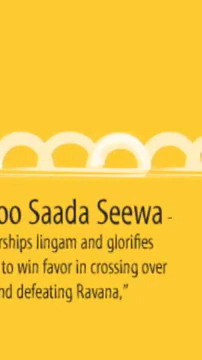 oo Saada Seewa -
rships lingam and glorifies
to win favor in crossing over
nd defeating Ravana,”